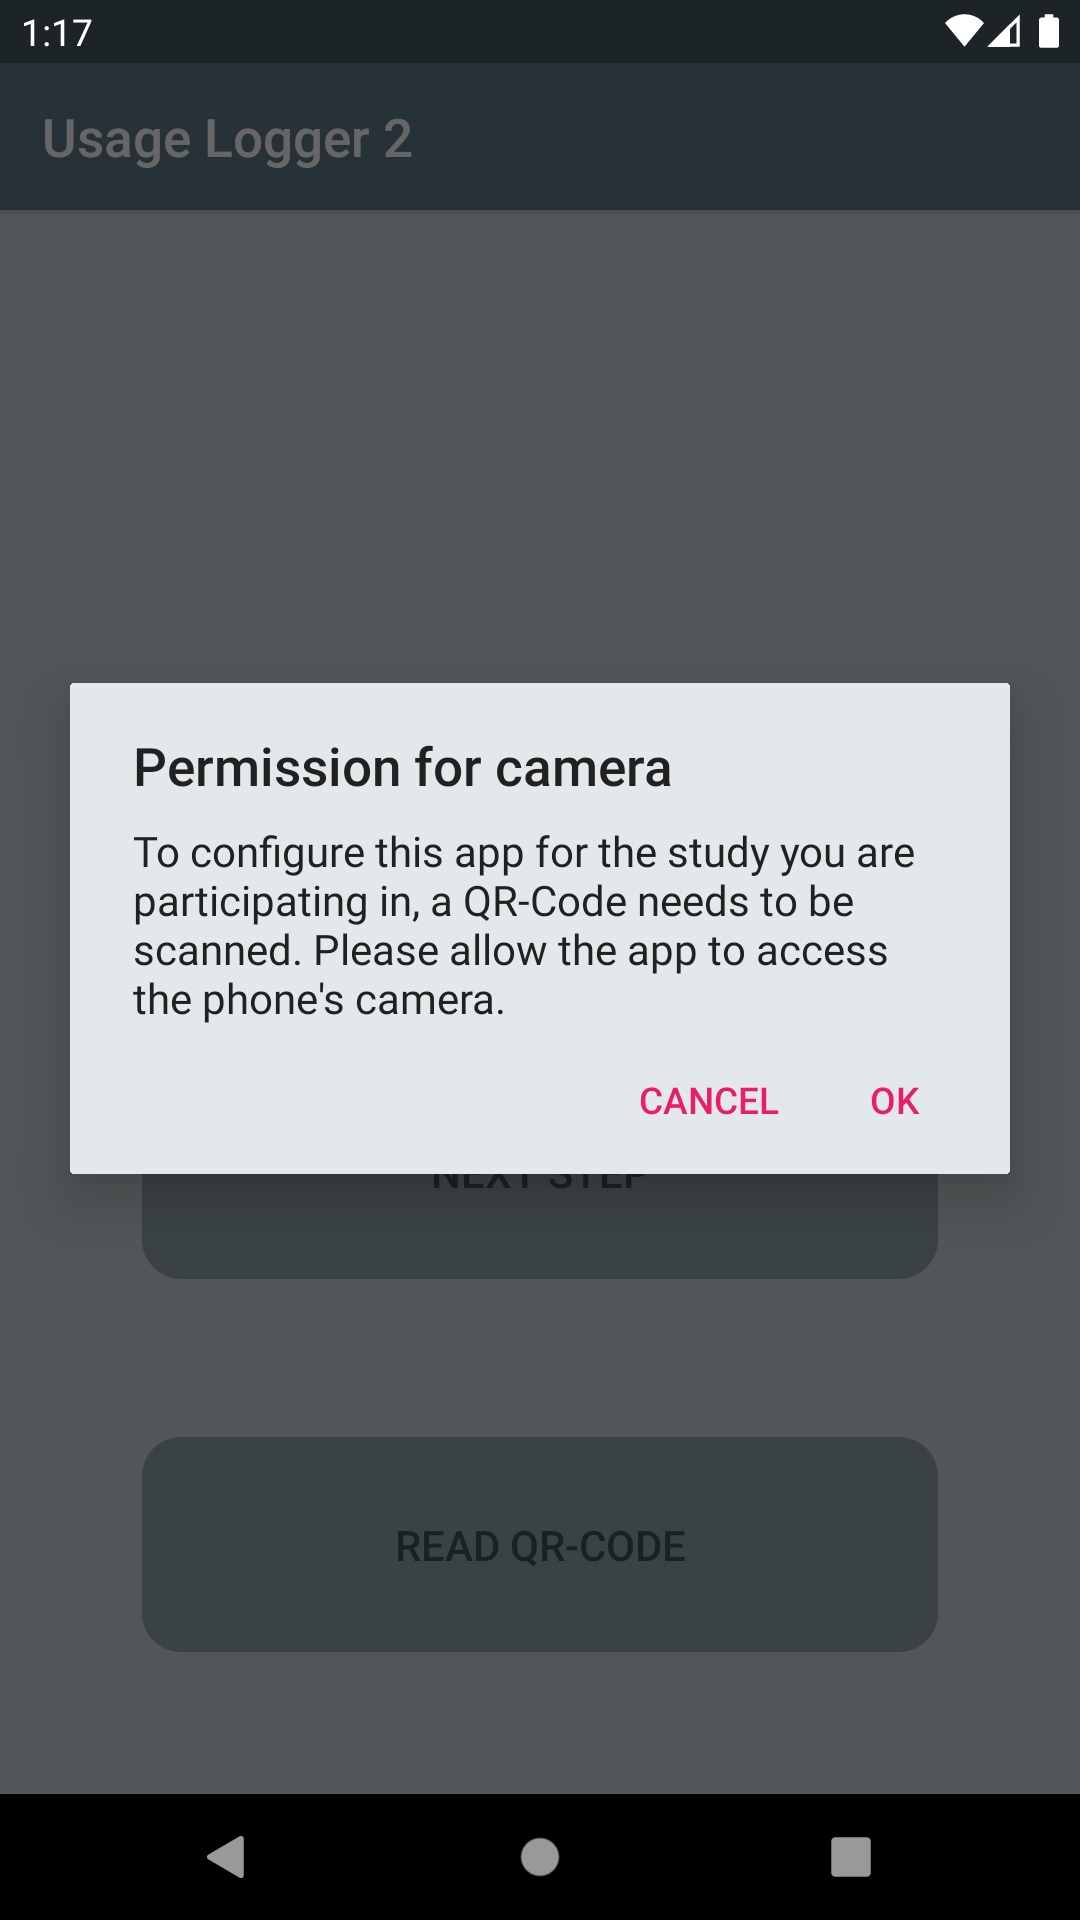 1:17
Usage Logger 2
Permission for camera
To configure this app for the study you are
participating in, a QR-Code needs to be
scanned. Please allow the app to access
the phone's camera.
CANCEL OK
NEXT STEP
READ QR-CODE